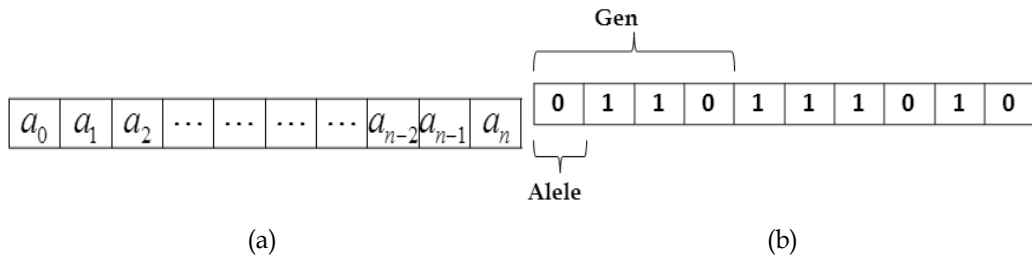 Gen
0 1 1 0 1 1 1 0 1 0
a₀ a₁ a₂ ⋯ ⋯ ⋯ ⋯ aₙ₋₂ aₙ₋₁ aₙ
Alele
(a) (b)